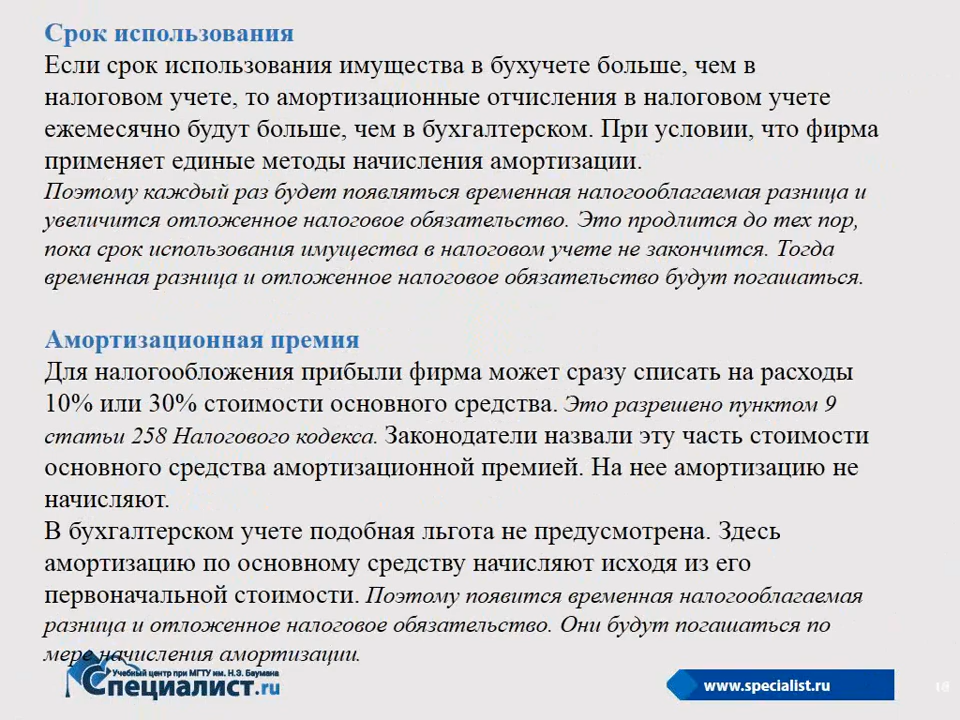 Срок использования
Если срок использования имущества в бухучете больше, чем в
налоговом учете, то амортизационные отчисления в налоговом учете
ежемесячно будут больше, чем в бухгалтерском. При условии, что фирма
применяет единые методы начисления амортизации.
Поэтому каждый раз будет появляться временная налогооблагаемая разница и
увеличится отложенное налоговое обязательство. Это продлится до тех пор,
пока срок использования имущества в налоговом учете не закончится. Тогда
временная разница и отложенное налоговое обязательство будут погашаться.
Амортизационная премия
Для налогообложения прибыли фирма может сразу списать на расходы
10% или 30% стоимости основного средства. Это разрешено пунктом 9
статьи 258 Налогового кодекса. Законодатели назвали эту часть стоимости
основного средства амортизационной премией. На нее амортизацию не
начисляют.
В бухгалтерском учете подобная льгота не предусмотрена. Здесь
амортизацию по основному средству начисляют исходя из его
первоначальной стоимости. Поэтому появится временная налогооблагаемая
разница и отложенное налоговое обязательство. Они будут погашаться по
мере начисления амортизации.
Учебный центр при МГТУ им. Н.Э. Баумана
Специалист.ru
www.specialist.ru
18